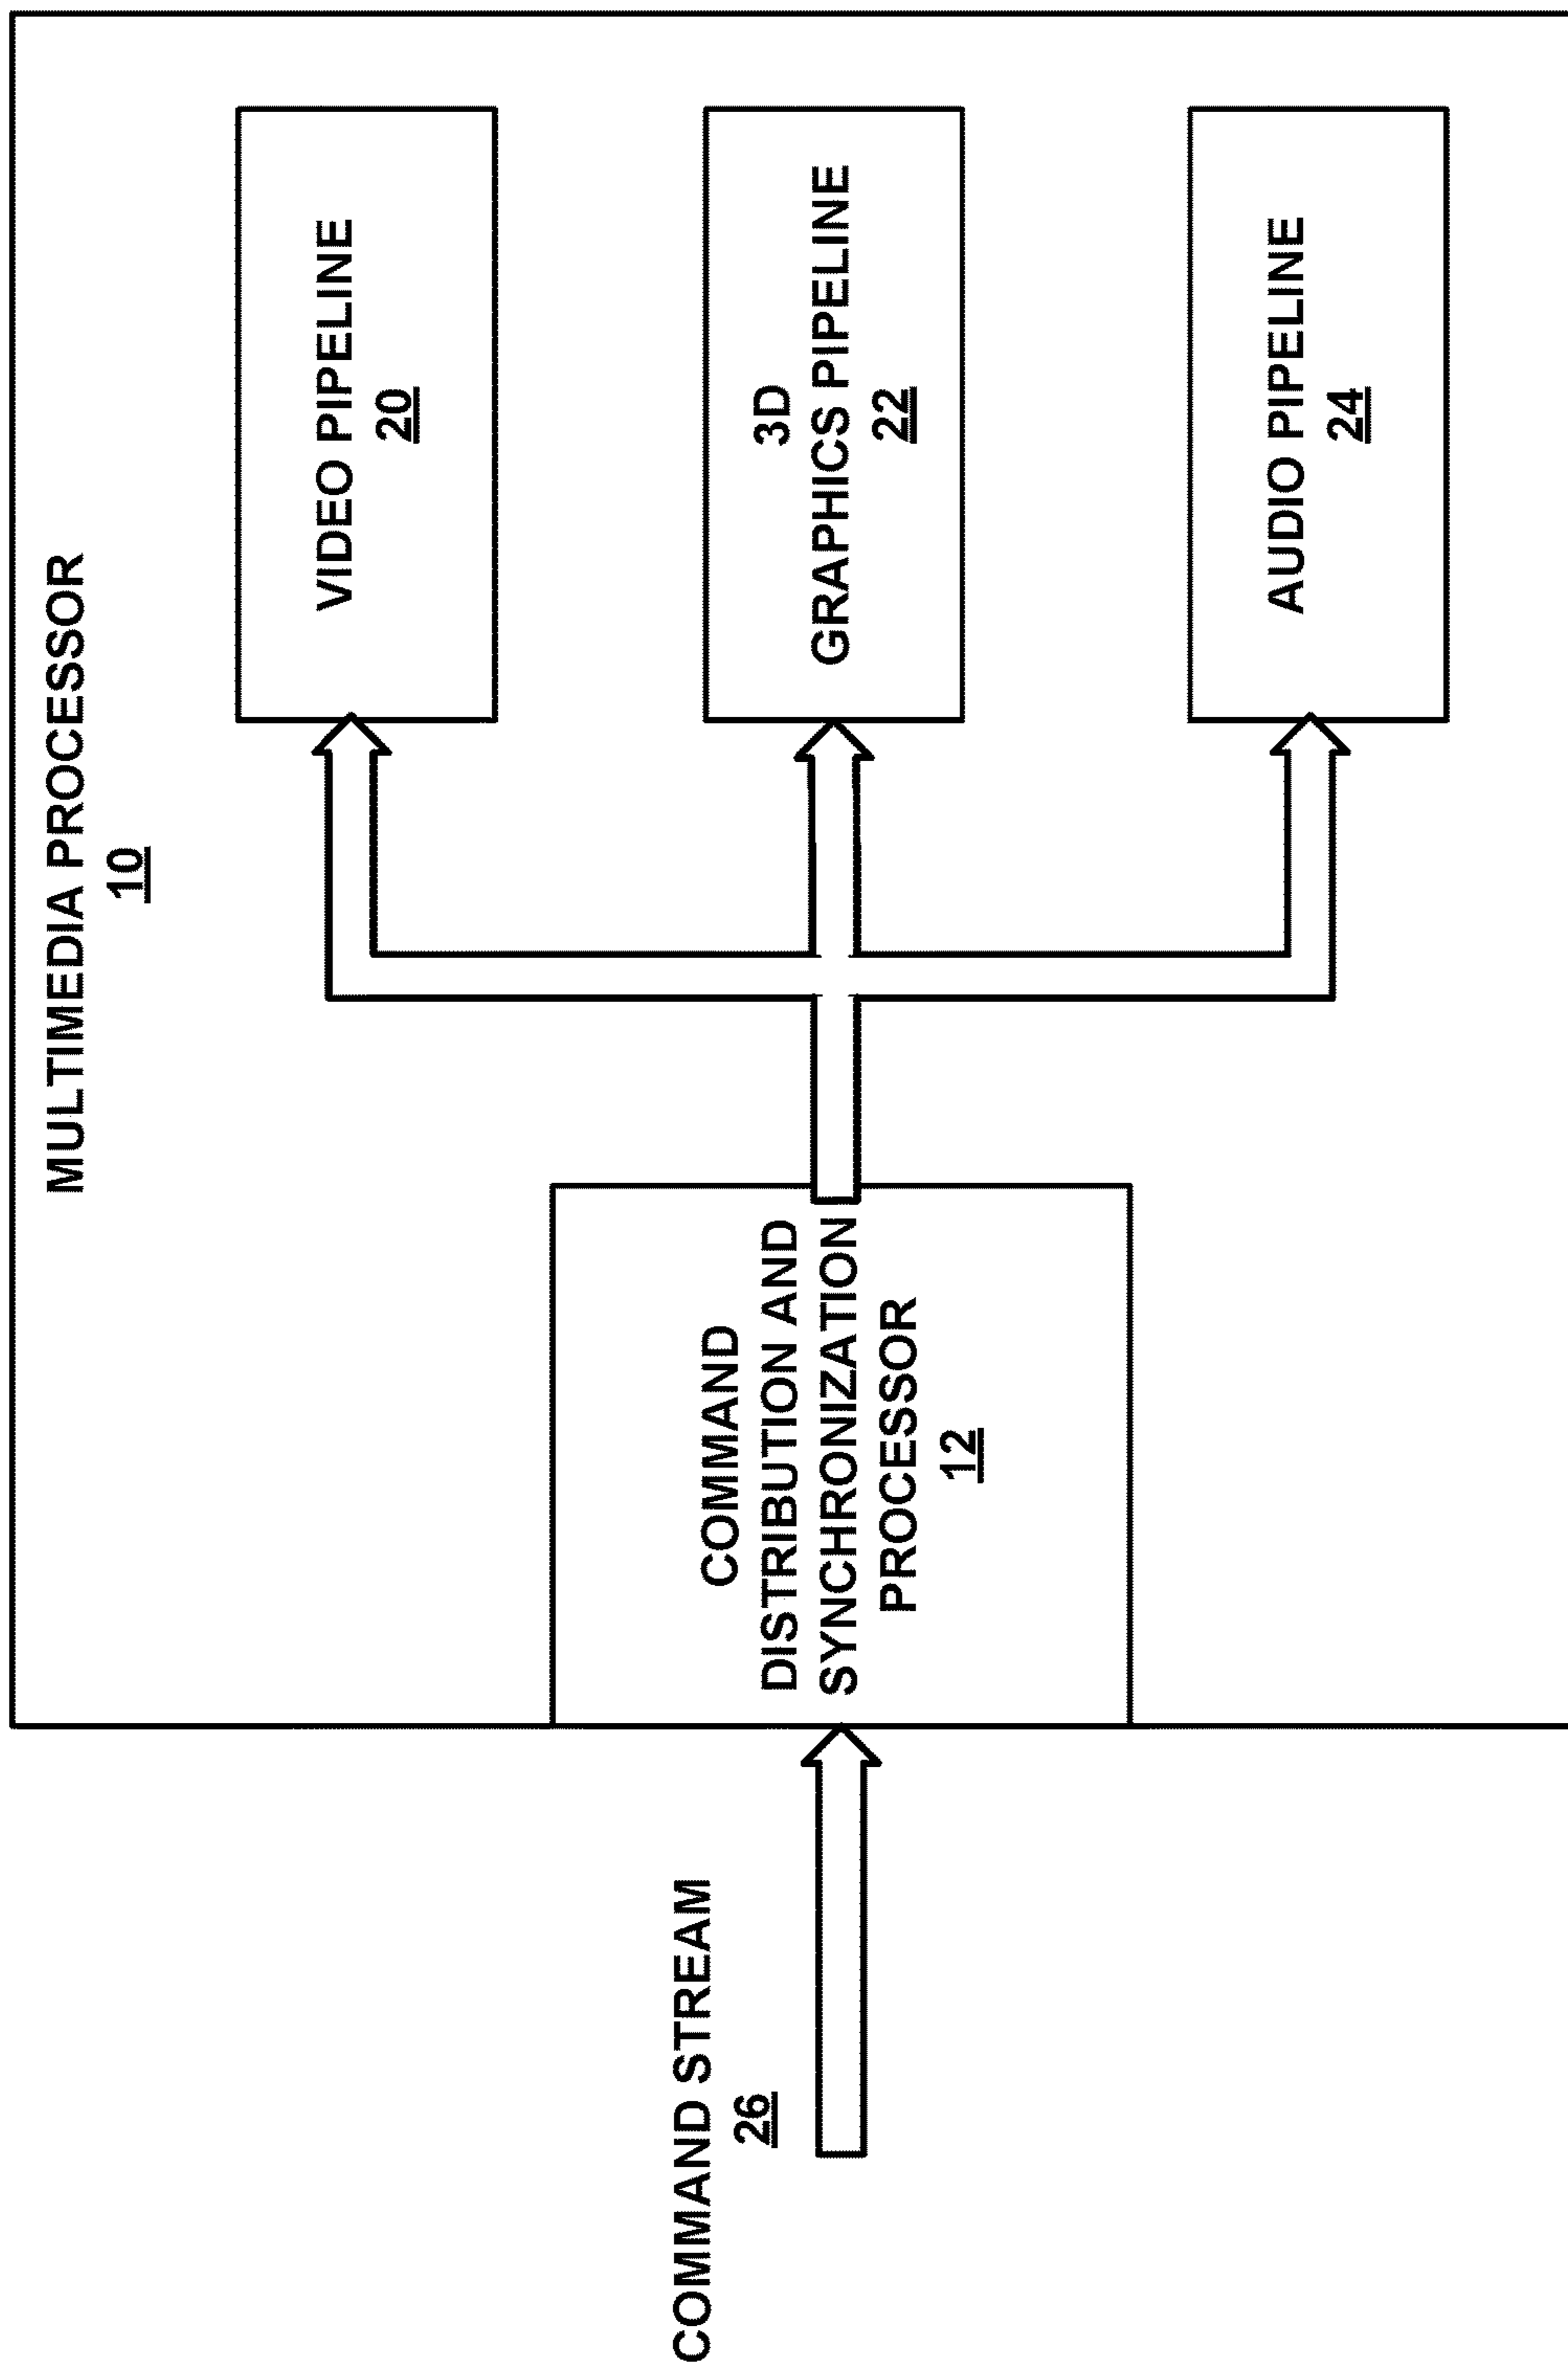 MULTIMEDIA PROCESSOR
10
COMMAND STREAM
26
COMMAND
DISTRIBUTION AND
SYNCHRONIZATION
PROCESSOR
12
VIDEO PIPELINE
20
3D
GRAPHICS PIPELINE
22
AUDIO PIPELINE
24